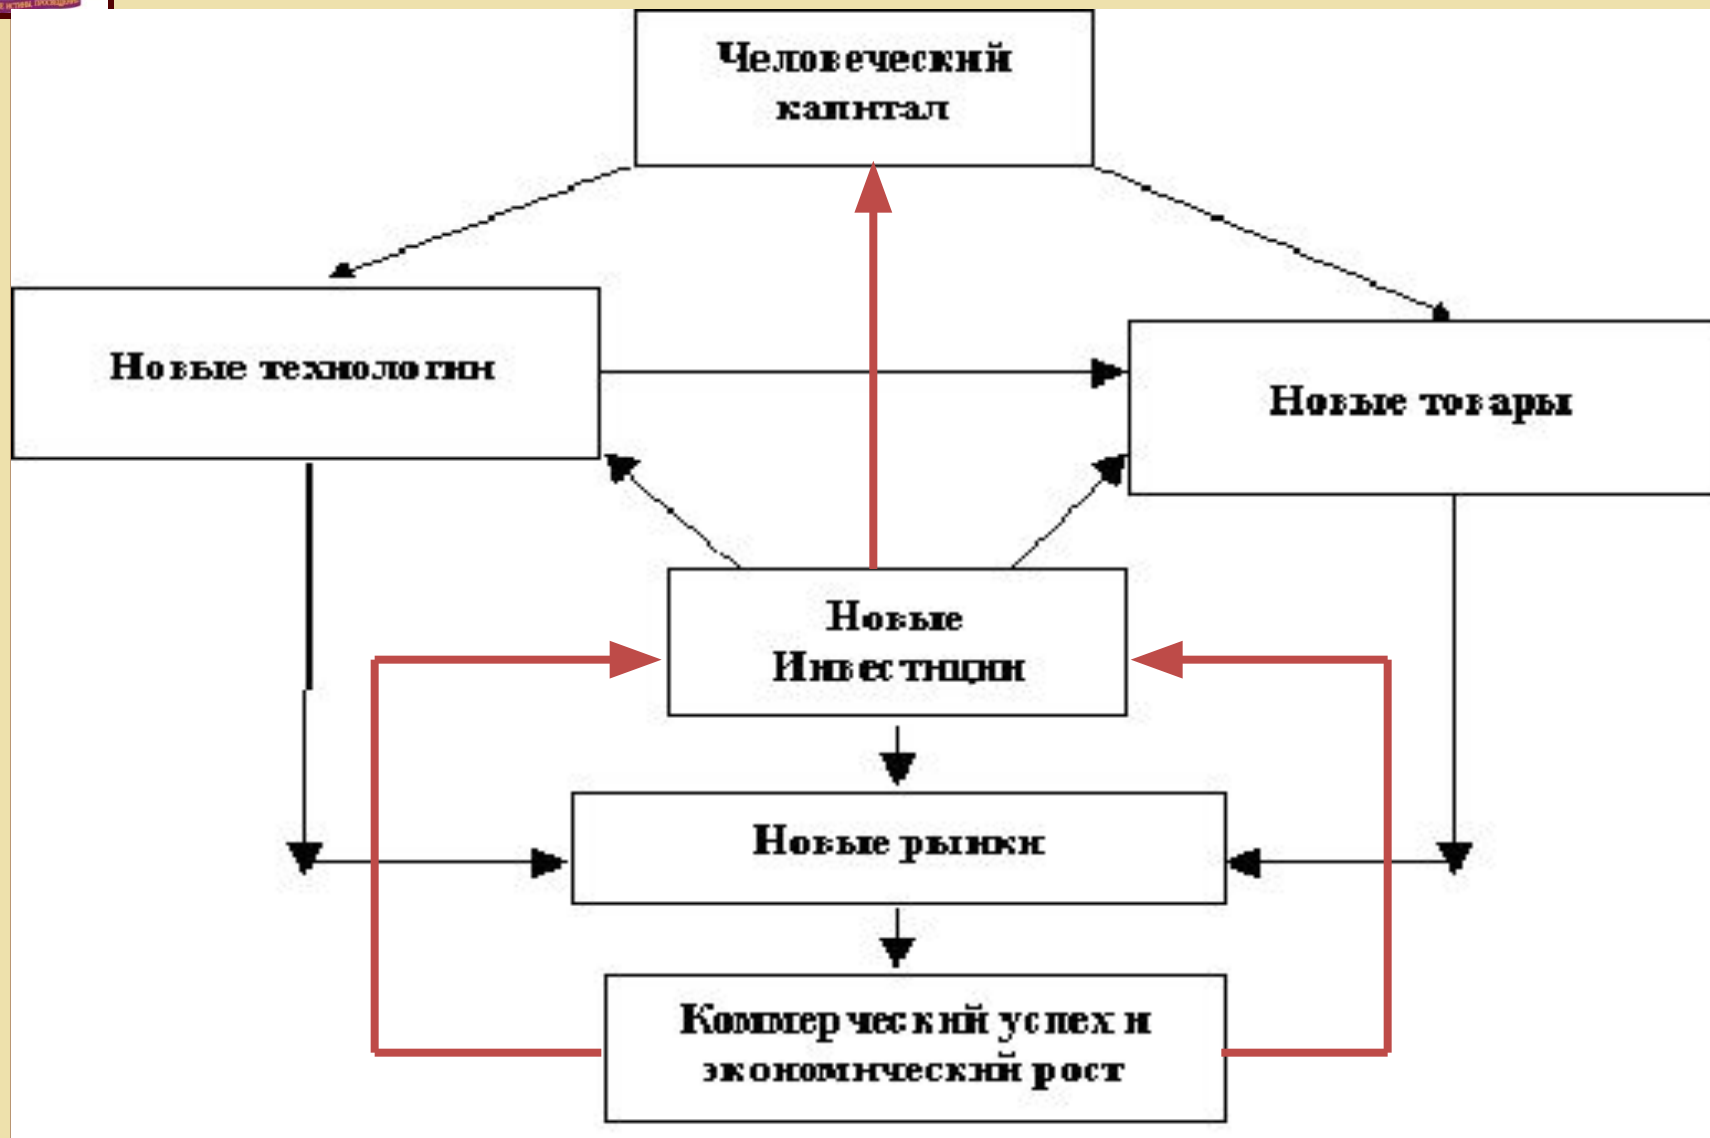 Человеческий
капитал
Новые технологии
Новые товары
Новые
Инвестиции
Новые рынки
Коммерческий успех и
экономический рост